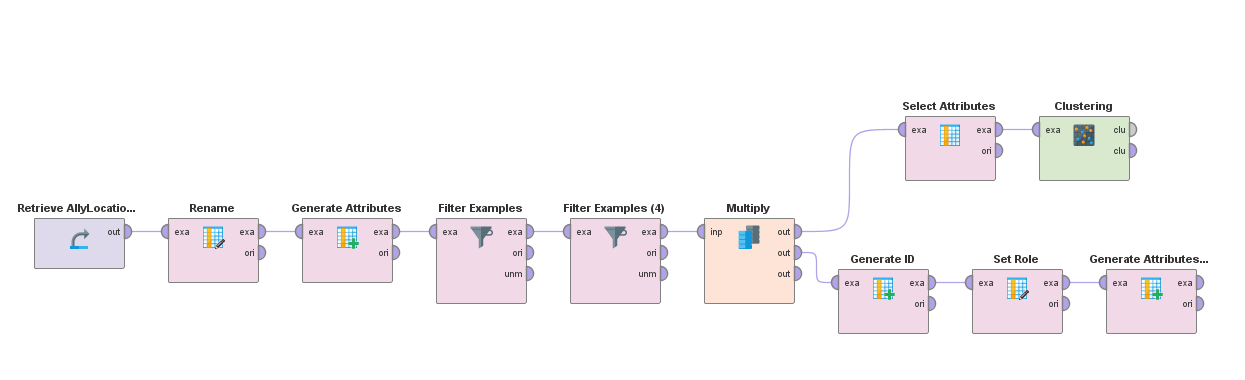 Select Attributes
Clustering
exa exa
ori
exa clu
clu
Retrieve AllyLocatio...
Rename
Generate Attributes
Filter Examples
Filter Examples (4)
Multiply
out
exa exa
ori
exa exa
ori
exa exa
ori
unm
exa exa
ori
unm
inp out
out
out
Generate ID
Set Role
Generate Attributes...
exa exa
ori
exa exa
ori
exa exa
ori